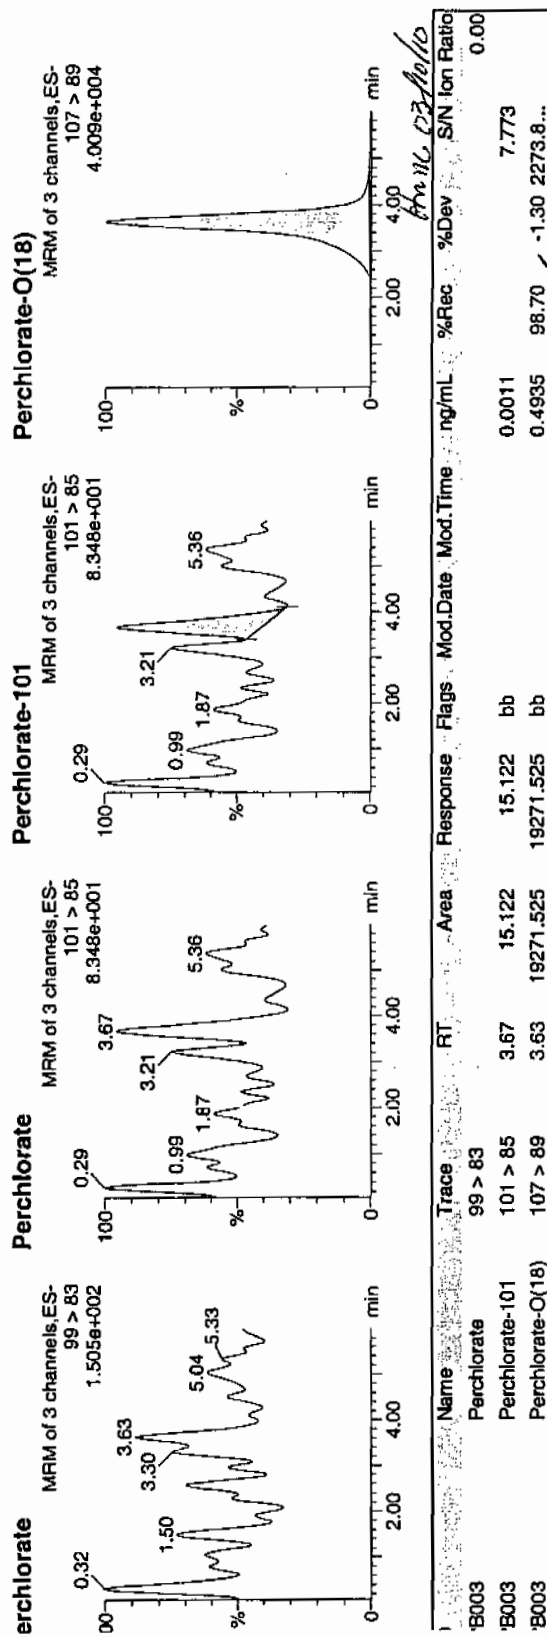 erchlorate
MRM of 3 channels,ES-
99 > 83
1.505e+002
0.32
1.50
3.30
3.63
5.04
5.33
00
%
0
2.00
4.00
min
Perchlorate
MRM of 3 channels,ES-
101 > 85
8.348e+001
0.29
0.99
1.87
3.21
3.67
5.36
100
%
0
2.00
4.00
min
Perchlorate-101
MRM of 3 channels,ES-
101 > 85
8.348e+001
0.29
0.99
1.87
3.21
5.36
100
%
0
2.00
4.00
min
Perchlorate-O(18)
MRM of 3 channels,ES-
107 > 89
4.009e+004
100
%
0
2.00
4.00
min
03/10/10
Name Trace RT Area Response Flags Mod.Date Mod.Time ng/mL %Rec %Dev S/N Ion Ratio
'B003 Perchlorate 99 > 83 0.00
'B003 Perchlorate-101 101 > 85 3.67 15.122 15.122 bb 0.0011 7.773
'B003 Perchlorate-O(18) 107 > 89 3.63 19271.525 19271.525 bb 0.4935 98.70 -1.30 2273.8...